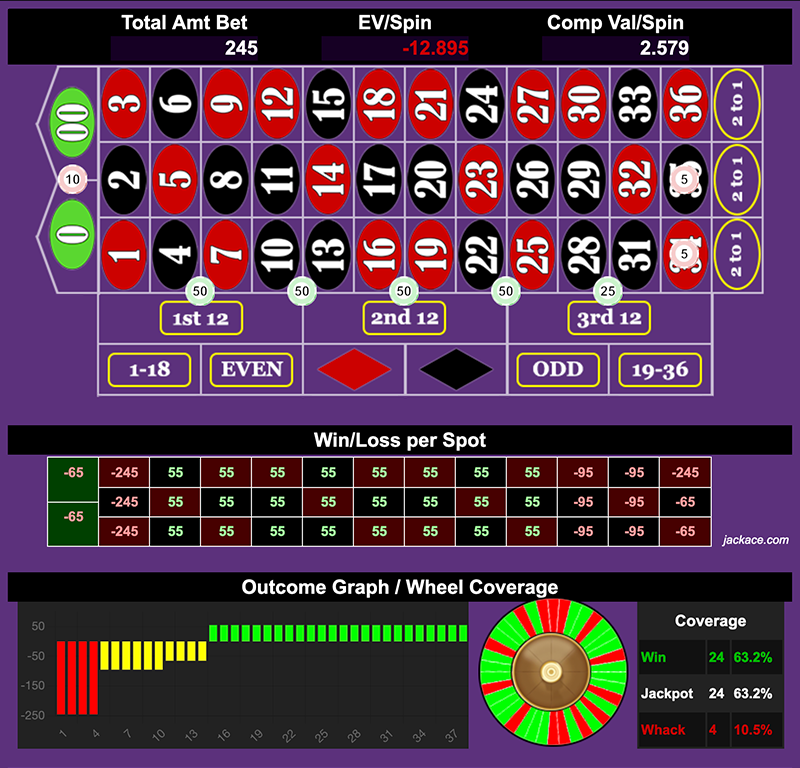 Total Amt Bet EV/Spin Comp Val/Spin
245 -12.895 2.579
00 3 6 9 12 15 18 21 24 27 30 33 36 2 to 1
10 2 5 8 11 14 17 20 23 26 29 32 5 2 to 1
0 1 4 7 10 13 16 19 22 25 28 31 5 2 to 1
50 50 50 50 25
1st 12 2nd 12 3rd 12
1-18 EVEN ODD 19-36
Win/Loss per Spot
-65 -245 55 55 55 55 55 55 55 55 -95 -95 -245
-245 55 55 55 55 55 55 55 55 -95 -95 -65
-65 -245 55 55 55 55 55 55 55 55 -95 -95 -65
jackace.com
Outcome Graph / Wheel Coverage
50
-50
-150
-250
1 4 7 10 13 16 19 22 25 28 31 34 37
Coverage
Win 24 63.2%
Jackpot 24 63.2%
Whack 4 10.5%